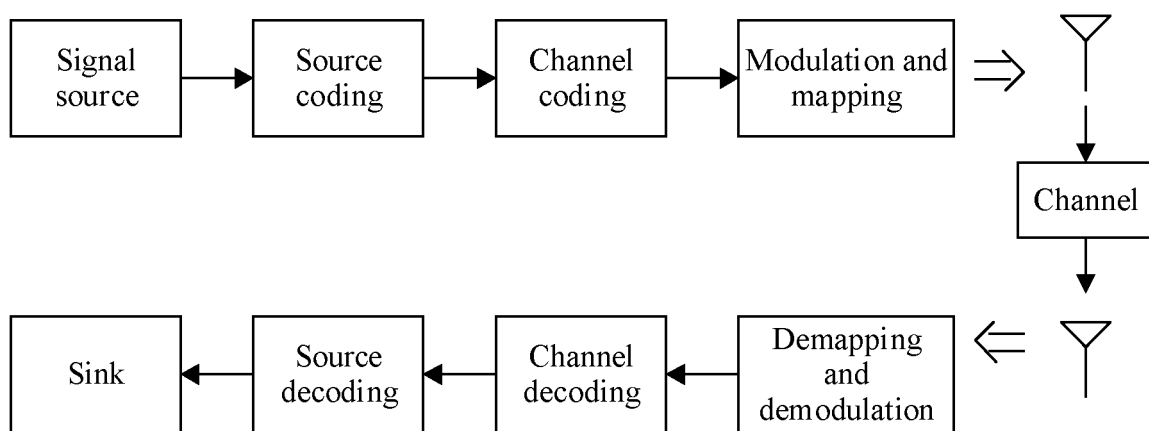 Signal
source
Source
coding
Channel
coding
Modulation and
mapping
Channel
Sink
Source
decoding
Channel
decoding
Demapping
and
demodulation